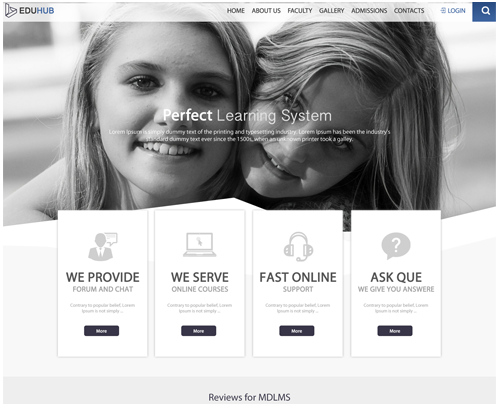 EDUHUB
HOME ABOUT US FACULTY GALLERY ADMISSIONS CONTACTS LOGIN
Perfect Learning System
Lorem Ipsum is simply dummy text of the printing and typesetting industry. Lorem Ipsum has been the industry's
standard dummy text ever since the 1500s, when an unknown printer took a galley.
WE PROVIDE
FORUM AND CHAT
Contrary to popular belief, Lorem
Ipsum is not simply ...
More
WE SERVE
ONLINE COURSES
Contrary to popular belief, Lorem
Ipsum is not simply ...
More
FAST ONLINE
SUPPORT
Contrary to popular belief, Lorem
Ipsum is not simply ...
More
ASK QUE
WE GIVE YOU ANSWERE
Contrary to popular belief, Lorem
Ipsum is not simply ...
More
Reviews for MDLMS